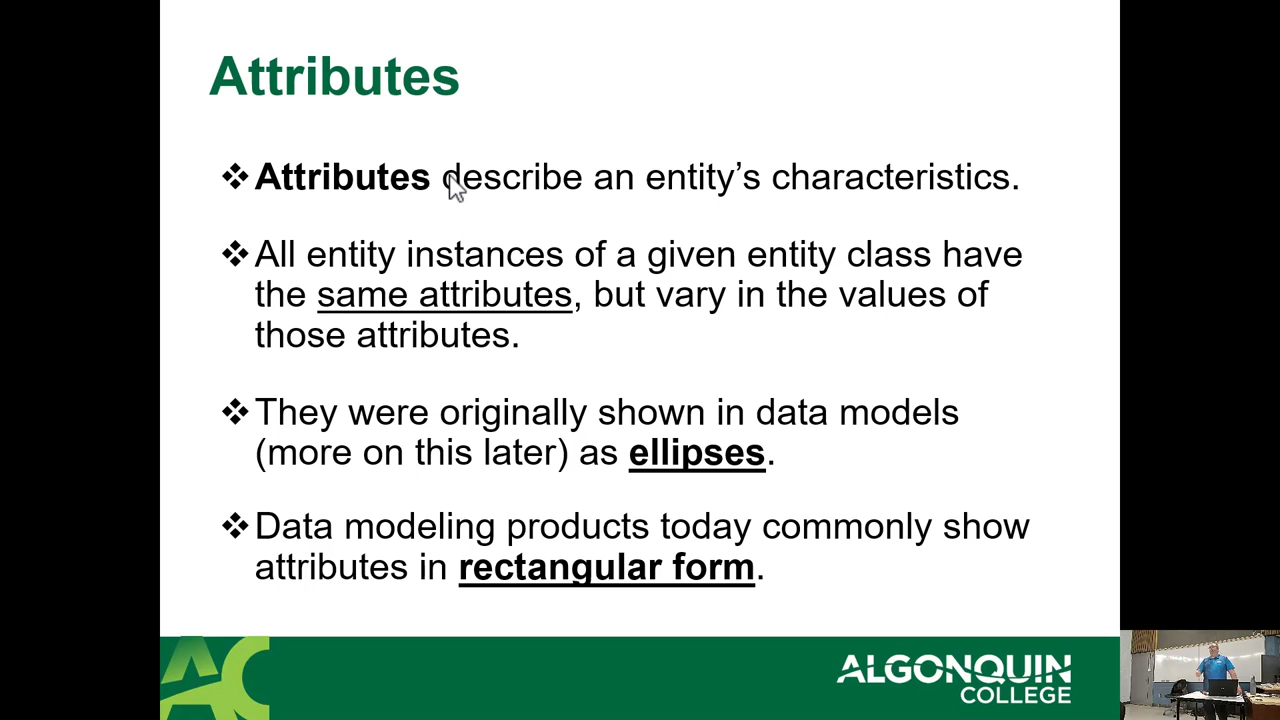 Attributes
❖ Attributes describe an entity’s characteristics.
❖ All entity instances of a given entity class have
the same attributes, but vary in the values of
those attributes.
❖ They were originally shown in data models
(more on this later) as ellipses.
❖ Data modeling products today commonly show
attributes in rectangular form.
AC
ALGONQUIN
COLLEGE